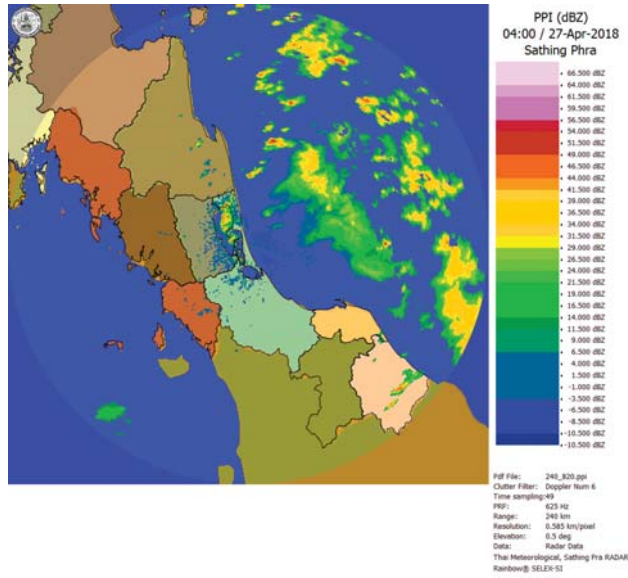 PPI (dBZ)
04:00 / 27-Apr-2018
Sathing Phra
66.500 dBZ
64.000 dBZ
61.500 dBZ
59.500 dBZ
56.500 dBZ
54.000 dBZ
51.500 dBZ
49.000 dBZ
46.500 dBZ
44.000 dBZ
41.500 dBZ
39.000 dBZ
36.500 dBZ
34.000 dBZ
31.500 dBZ
29.000 dBZ
26.500 dBZ
24.000 dBZ
21.500 dBZ
19.000 dBZ
16.500 dBZ
14.000 dBZ
11.500 dBZ
9.000 dBZ
6.500 dBZ
4.000 dBZ
1.500 dBZ
-1.000 dBZ
-3.500 dBZ
-6.500 dBZ
-8.500 dBZ
-10.500 dBZ
-10.500 dBZ
Pdf File: 240_820.ppi
Clutter Filter: Doppler Num 6
Time sampling:49
PRF: 625 Hz
Range: 240 km
Resolution: 0.585 km/pixel
Elevation: 0.5 deg
Data: Radar Data
Thai Meteorological, Sathing Pra RADAR
Rainbow® SELEX-SI